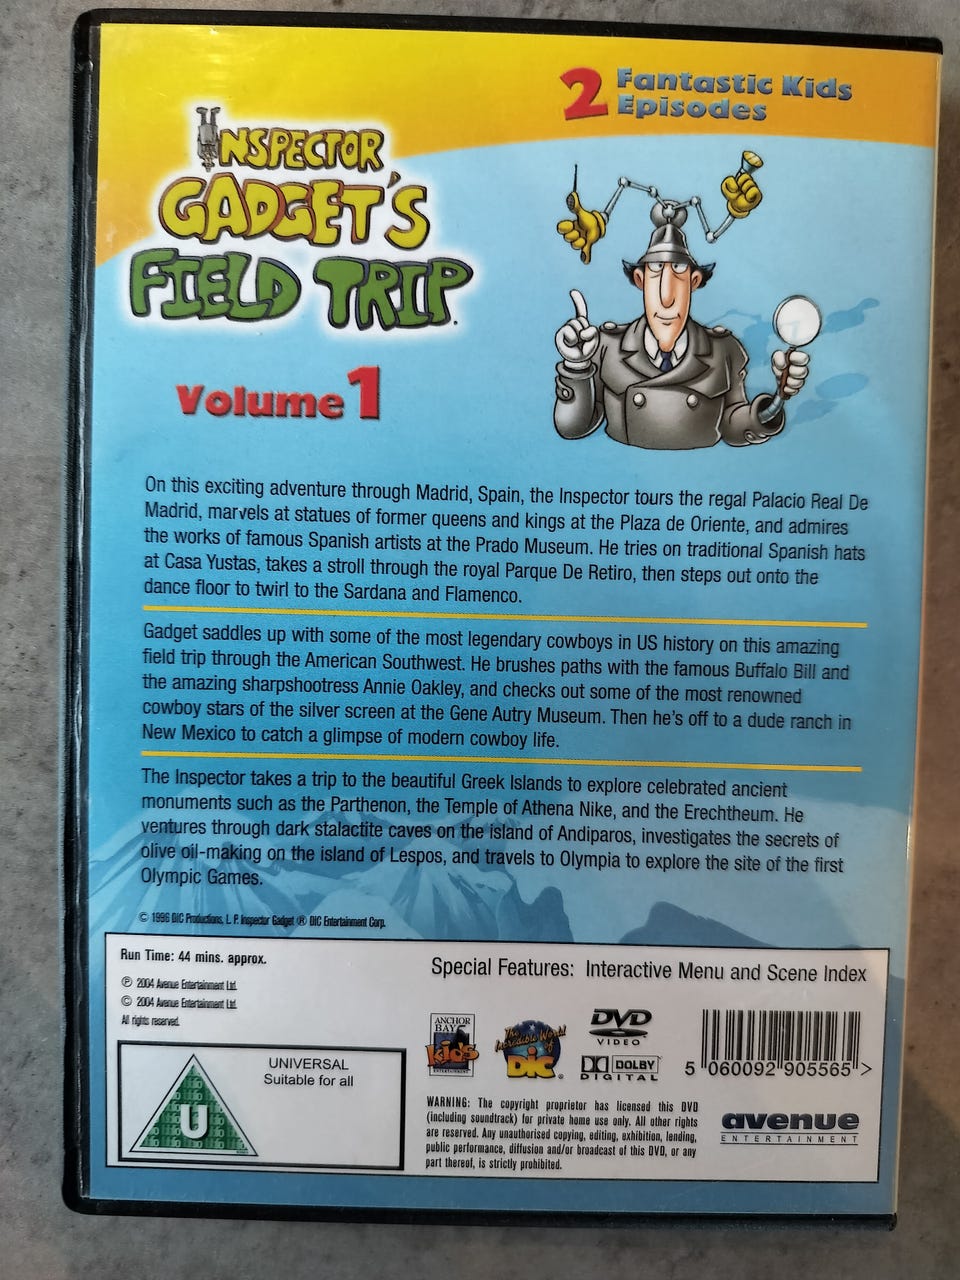 2 Fantastic Kids
Episodes
INSPECTOR
GADGET'S
FIELD TRIP.
Volume 1
On this exciting adventure through Madrid, Spain, the Inspector tours the regal Palacio Real De
Madrid, marvels at statues of former queens and kings at the Plaza de Oriente, and admires
the works of famous Spanish artists at the Prado Museum. He tries on traditional Spanish hats
at Casa Yustas, takes a stroll through the royal Parque De Retiro, then steps out onto the
dance floor to twirl to the Sardana and Flamenco.
Gadget saddles up with some of the most legendary cowboys in US history on this amazing
field trip through the American Southwest. He brushes paths with the famous Buffalo Bill and
the amazing sharpshootress Annie Oakley, and checks out some of the most renowned
cowboy stars of the silver screen at the Gene Autry Museum. Then he's off to a dude ranch in
New Mexico to catch a glimpse of modern cowboy life.
The Inspector takes a trip to the beautiful Greek Islands to explore celebrated ancient
monuments such as the Parthenon, the Temple of Athena Nike, and the Erechtheum. He
ventures through dark stalactite caves on the island of Andiparos, investigates the secrets of
olive oil-making on the island of Lespos, and travels to Olympia to explore the site of the first
Olympic Games.
© 1996 DIC Productions, L. P. Inspector Gadget ® DIC Entertainment Corp.
Run Time: 44 mins. approx.
℗ 2004 Avenue Entertainment Ltd.
© 2004 Avenue Entertainment Ltd.
All rights reserved.
Special Features: Interactive Menu and Scene Index
ANCHOR
BAY
kids
ENTERTAINMENT
The
Incredible World
of
DIC®
DVD
VIDEO
DOLBY
DIGITAL
5 060092 905565 >
UNIVERSAL
Suitable for all
U
WARNING: The copyright proprietor has licensed this DVD
(including soundtrack) for private home use only. All other rights
are reserved. Any unauthorised copying, editing, exhibition, lending,
public performance, diffusion and/or broadcast of this DVD, or any
part thereof, is strictly prohibited.
avenue
ENTERTAINMENT